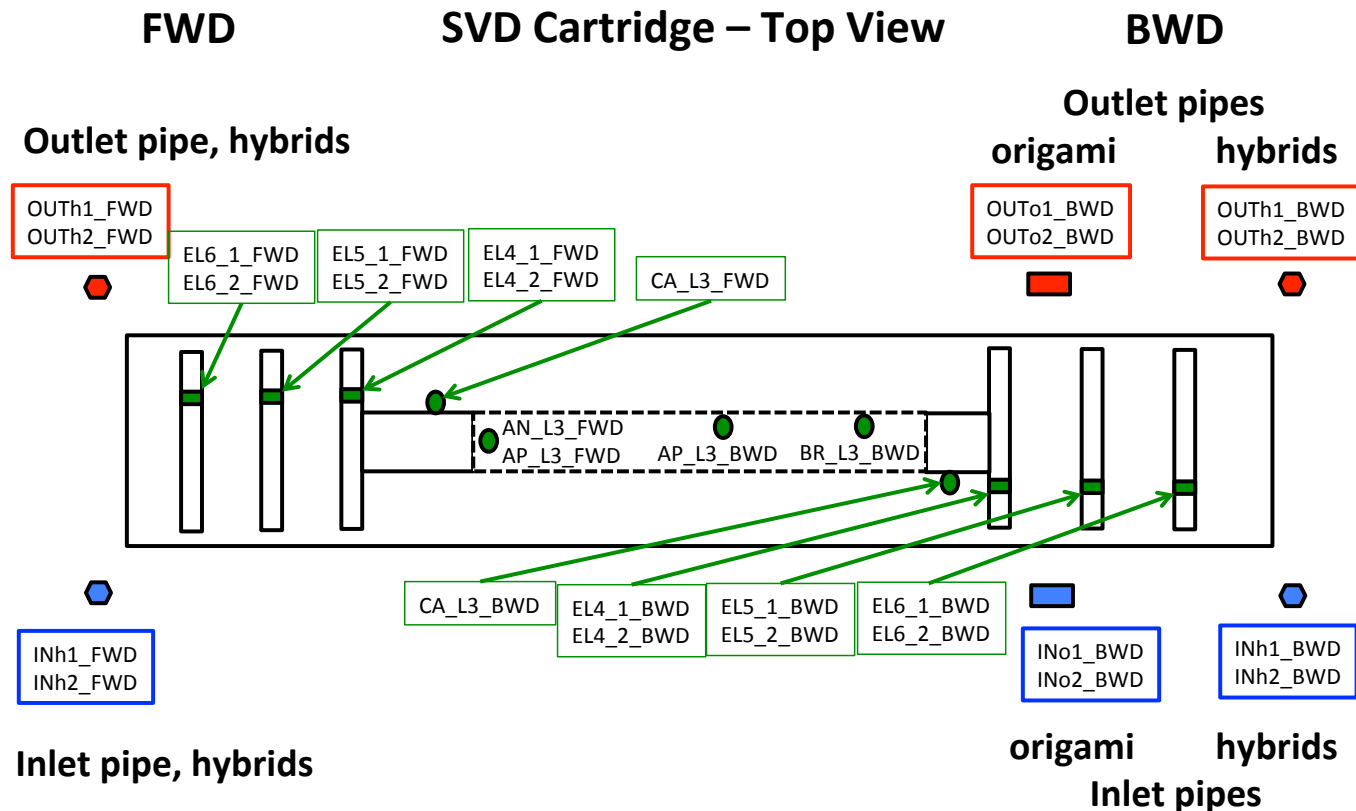 FWD
SVD Cartridge – Top View
BWD
Outlet pipes
Outlet pipe, hybrids
origami
hybrids
OUTh1_FWD
OUTh2_FWD
OUTo1_BWD
OUTo2_BWD
OUTh1_BWD
OUTh2_BWD
EL6_1_FWD
EL6_2_FWD
EL5_1_FWD
EL5_2_FWD
EL4_1_FWD
EL4_2_FWD
CA_L3_FWD
AN_L3_FWD
AP_L3_FWD
AP_L3_BWD
BR_L3_BWD
CA_L3_BWD
EL4_1_BWD
EL4_2_BWD
EL5_1_BWD
EL5_2_BWD
EL6_1_BWD
EL6_2_BWD
INh1_FWD
INh2_FWD
INo1_BWD
INo2_BWD
INh1_BWD
INh2_BWD
Inlet pipe, hybrids
origami
hybrids
Inlet pipes